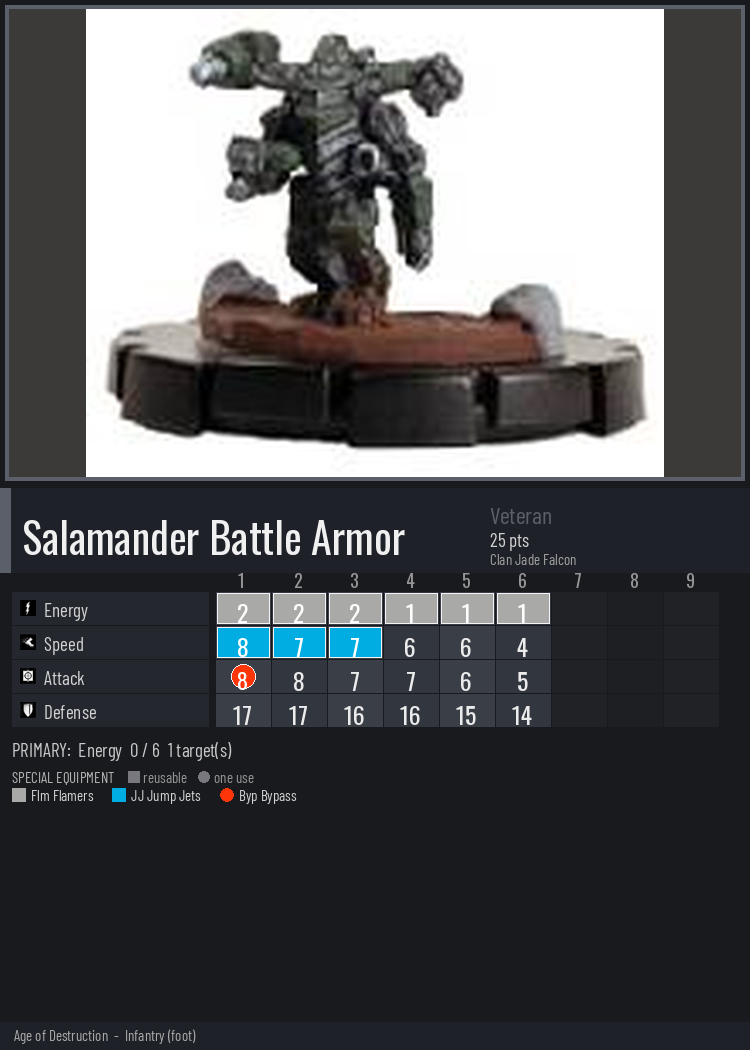 Salamander Battle Armor
Veteran
25 pts
Clan Jade Falcon
1 2 3 4 5 6 7 8 9
Energy 2 2 2 1 1 1
Speed 8 7 7 6 6 4
Attack 8 8 7 7 6 5
Defense 17 17 16 16 15 14
PRIMARY: Energy 0 / 6 1 target(s)
SPECIAL EQUIPMENT reusable one use
Flm Flamers JJ Jump Jets Byp Bypass
Age of Destruction - Infantry (foot)